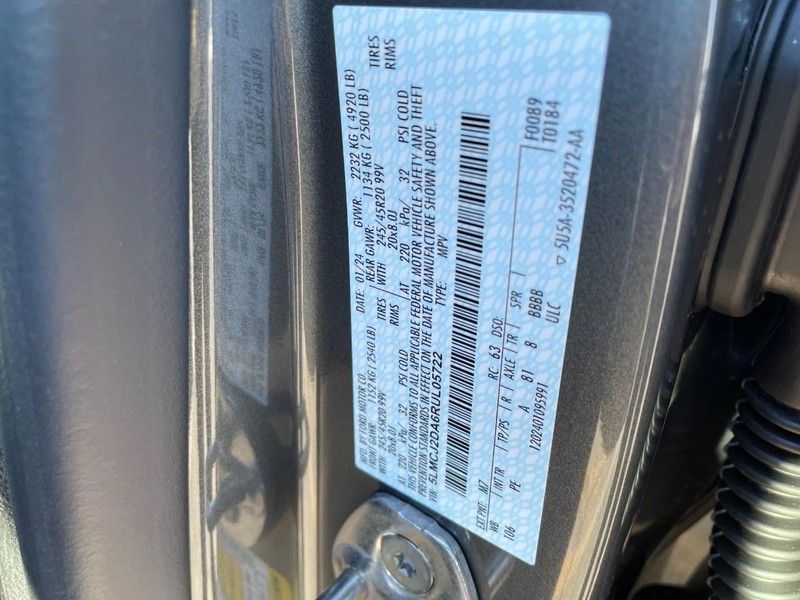 MFD. BY FORD MOTOR CO.
DATE: 01/24 GVWR: 2232 KG ( 4920 LB)
FRONT GAWR: 1152 KG ( 2540 LB) REAR GAWR: 1134 KG ( 2500 LB)
WITH 245/45R20 99V TIRES WITH 245/45R20 99V TIRES
20x8.0J RIMS 20x8.0J RIMS
AT 220 kPa/ 32 PSI COLD AT 220 kPa/ 32 PSI COLD
THIS VEHICLE CONFORMS TO ALL APPLICABLE FEDERAL MOTOR VEHICLE SAFETY AND THEFT
PREVENTION STANDARDS IN EFFECT ON THE DATE OF MANUFACTURE SHOWN ABOVE.
VIN: 5LMCJ2DA6RUL05722 TYPE: MPV
EXT PNT: M7 RC: 63 DSO: F0089
WB INT TR TP/PS R AXLE TR SPR T0184
106 PE A 81 8 BBBB
120240109S991 ULC
▽ 5U5A-3520472-AA